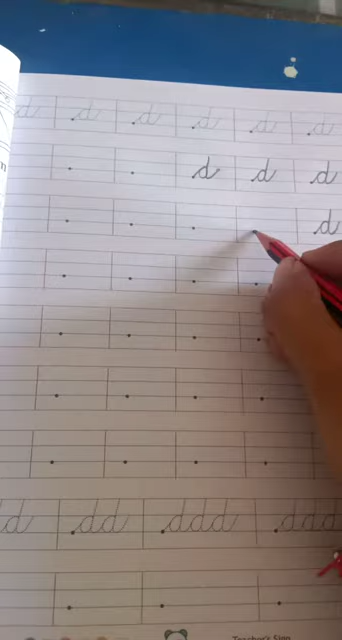 d d d d d d
d d d
d
d dd ddd ddd
Teacher's Sign